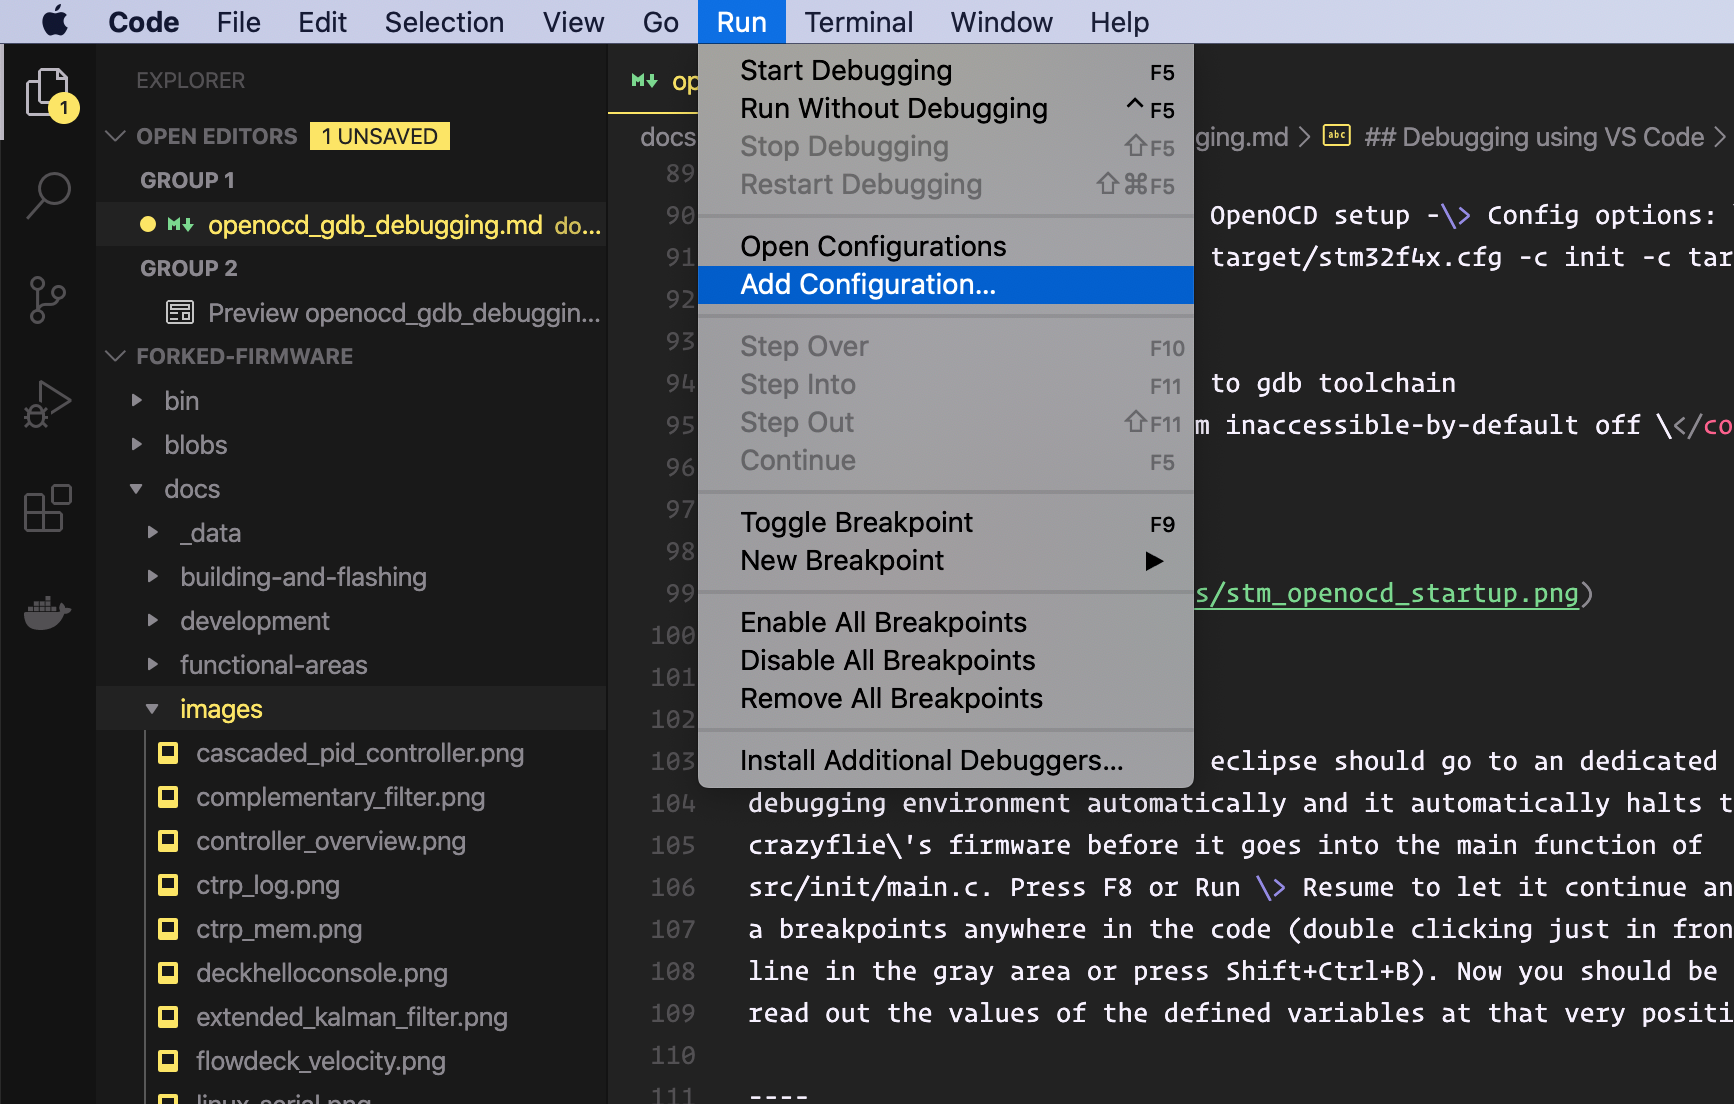 Code File Edit Selection View Go Run Terminal Window Help
EXPLORER
1
OPEN EDITORS 1 UNSAVED
GROUP 1
openocd_gdb_debugging.md do...
GROUP 2
Preview openocd_gdb_debuggin...
FORKED-FIRMWARE
bin
blobs
docs
_data
building-and-flashing
development
functional-areas
images
cascaded_pid_controller.png
complementary_filter.png
controller_overview.png
ctrp_log.png
ctrp_mem.png
deckhelloconsole.png
extended_kalman_filter.png
flowdeck_velocity.png
linux_serial.png
Start Debugging F5
Run Without Debugging ^ F5
Stop Debugging ⇧F5
Restart Debugging ⇧⌘F5
Open Configurations
Add Configuration...
Step Over F10
Step Into F11
Step Out ⇧F11
Continue F5
Toggle Breakpoint F9
New Breakpoint ▶
Enable All Breakpoints
Disable All Breakpoints
Remove All Breakpoints
Install Additional Debuggers...
M↓ op
docs ging.md > abc ## Debugging using VS Code >
89
90 OpenOCD setup -\> Config options:
91 target/stm32f4x.cfg -c init -c tar
92
93
94 to gdb toolchain
95 m inaccessible-by-default off \</co
96
97
98
99 s/stm_openocd_startup.png)
100
101
102
103 eclipse should go to an dedicated
104 debugging environment automatically and it automatically halts t
105 crazyflie\'s firmware before it goes into the main function of
106 src/init/main.c. Press F8 or Run \> Resume to let it continue an
107 a breakpoints anywhere in the code (double clicking just in fron
108 line in the gray area or press Shift+Ctrl+B). Now you should be
109 read out the values of the defined variables at that very positi
110
111 ----